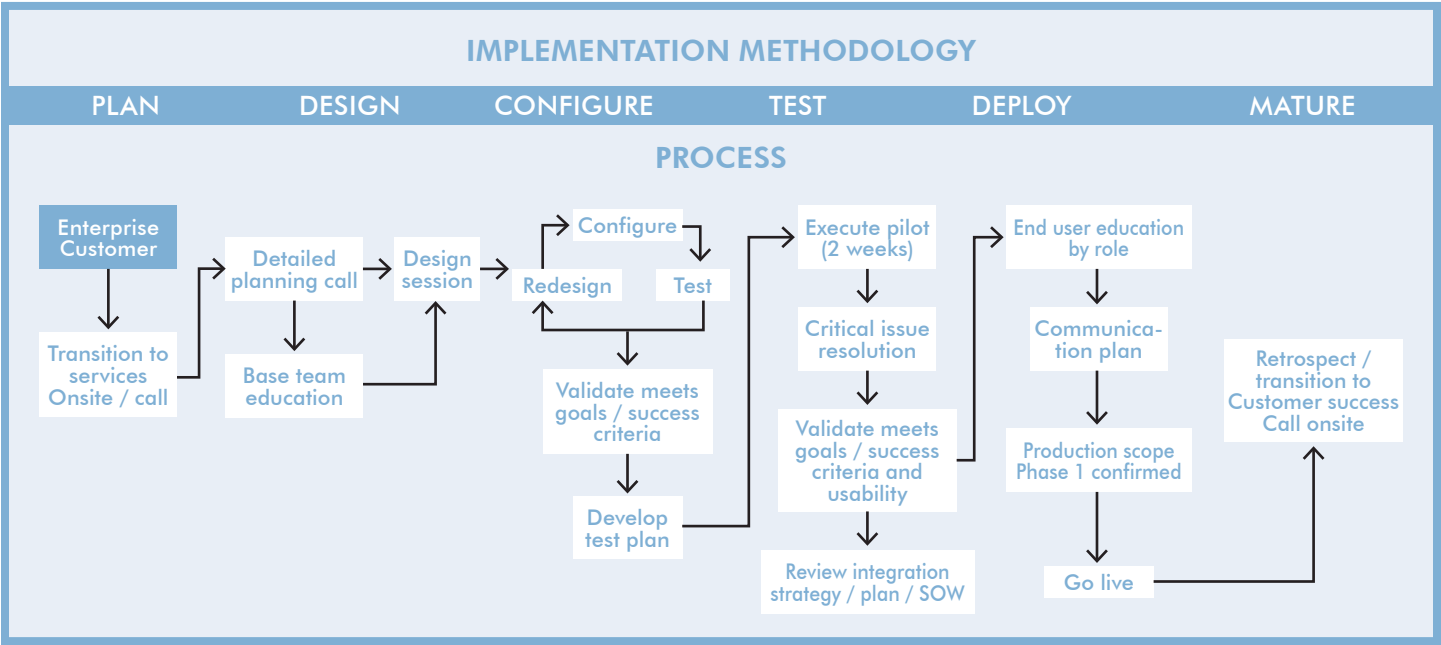 IMPLEMENTATION METHODOLOGY
PLAN
DESIGN
CONFIGURE
TEST
DEPLOY
MATURE
PROCESS
Enterprise
Customer
Transition to
services
Onsite / call
Detailed
planning call
Base team
education
Design
session
Configure
Redesign
Test
Validate meets
goals / success
criteria
Develop
test plan
Execute pilot
(2 weeks)
Critical issue
resolution
Validate meets
goals / success
criteria and
usability
Review integration
strategy / plan / SOW
End user education
by role
Communica-
tion plan
Production scope
Phase 1 confirmed
Go live
Retrospect /
transition to
Customer success
Call onsite